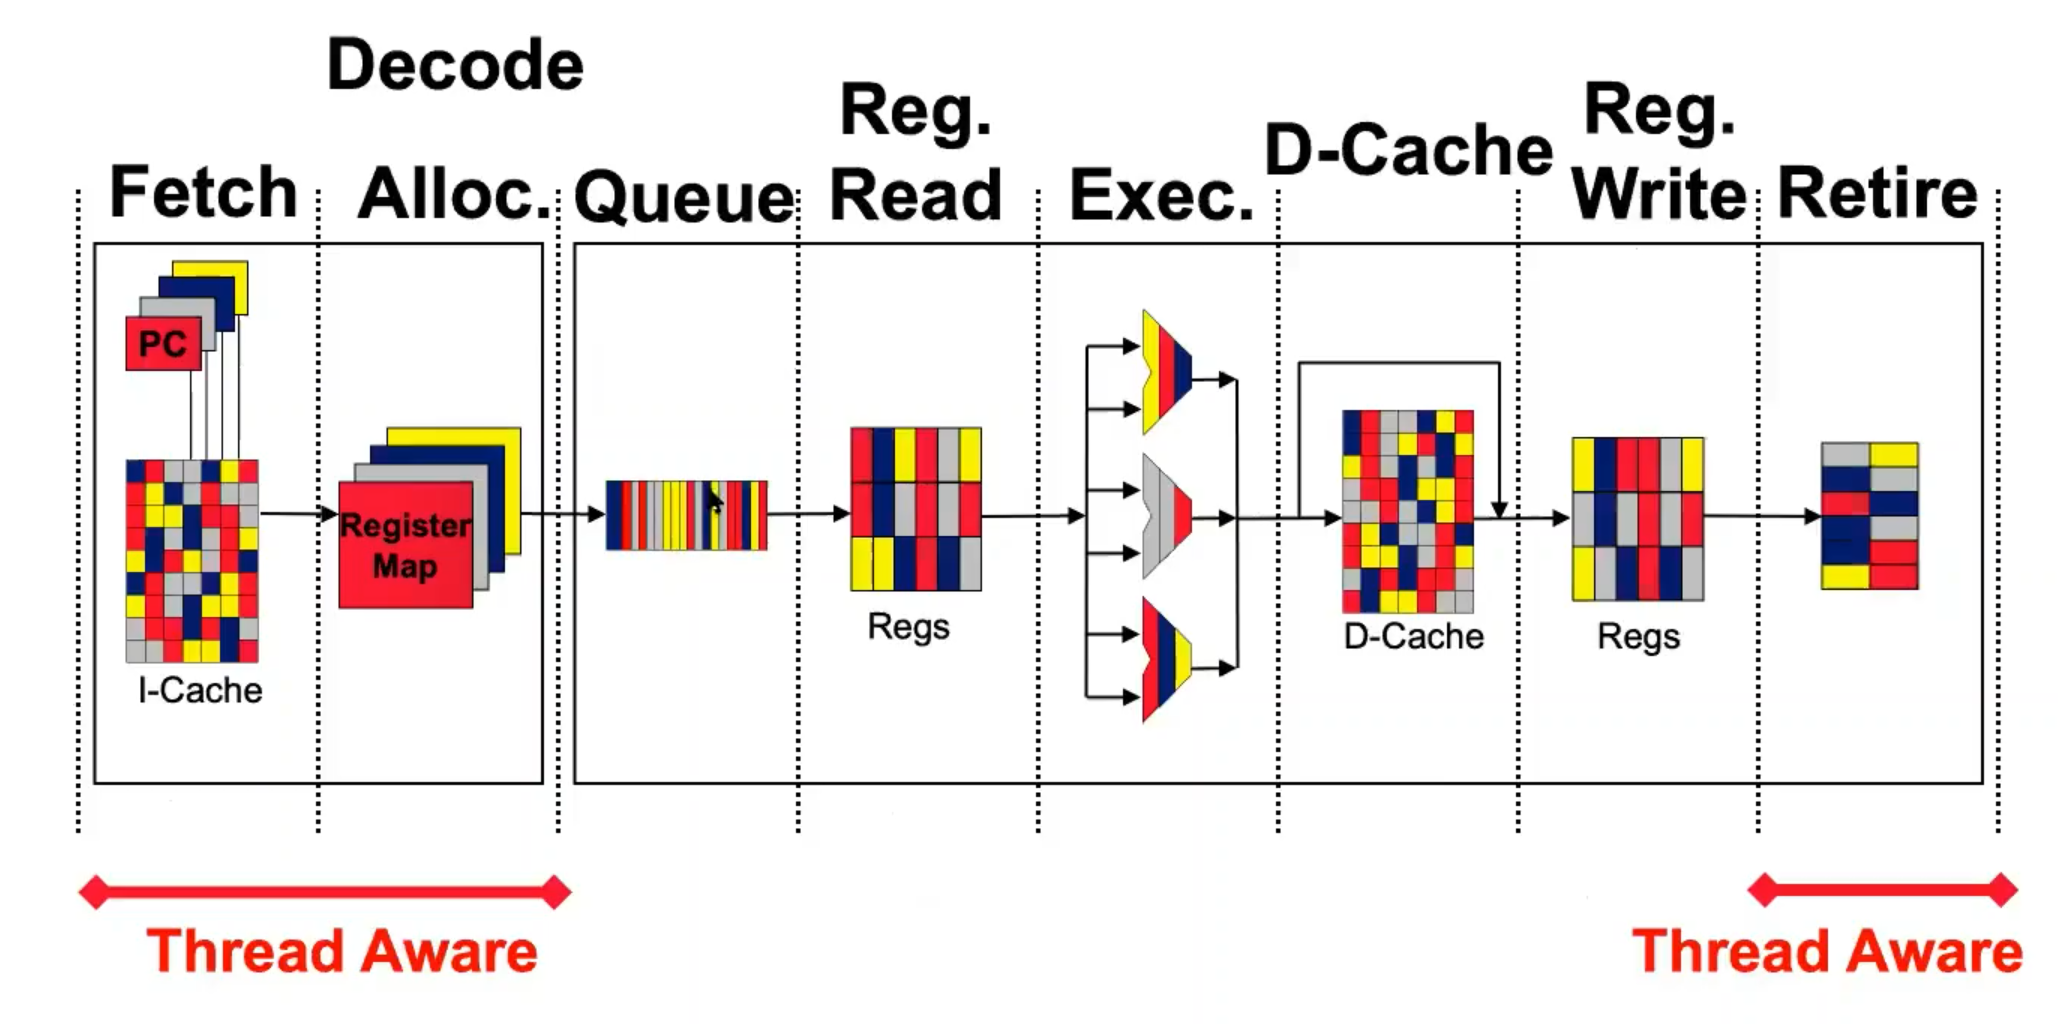 Decode
Fetch
Alloc.
Queue
Reg.
Read
Exec.
D-Cache
Reg.
Write
Retire
PC
I-Cache
Register
Map
Regs
D-Cache
Regs
Thread Aware
Thread Aware